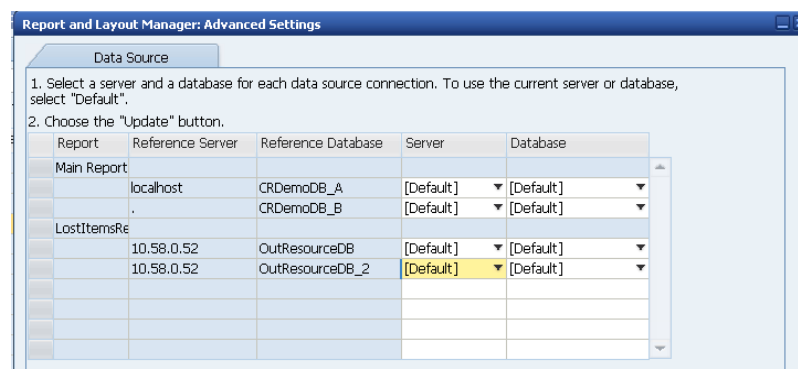 Report and Layout Manager: Advanced Settings
Data Source
1. Select a server and a database for each data source connection. To use the current server or database,
select "Default".
2. Choose the "Update" button.
Report Reference Server Reference Database Server Database
Main Report
localhost CRDemoDB_A [Default] [Default]
. CRDemoDB_B [Default] [Default]
LostItemsRe
10.58.0.52 OutResourceDB [Default] [Default]
10.58.0.52 OutResourceDB_2 [Default] [Default]